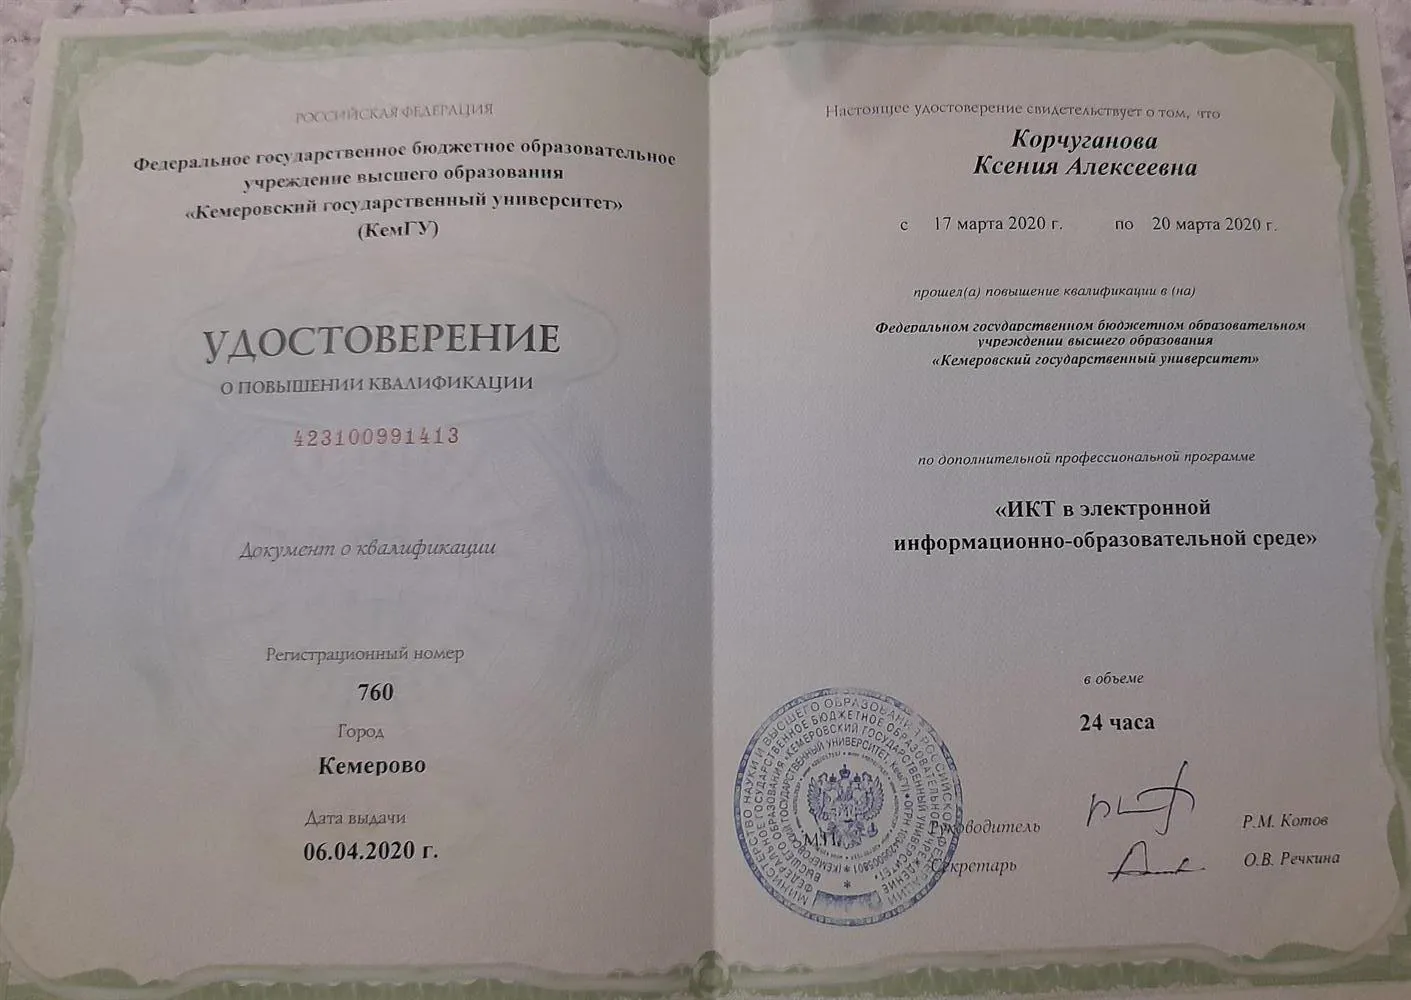 РОССИЙСКАЯ ФЕДЕРАЦИЯ
Федеральное государственное бюджетное образовательное
учреждение высшего образования
«Кемеровский государственный университет»
(КемГУ)
УДОСТОВЕРЕНИЕ
О ПОВЫШЕНИИ КВАЛИФИКАЦИИ
423100991413
Документ о квалификации
Регистрационный номер
760
Город
Кемерово
Дата выдачи
06.04.2020 г.
Настоящее удостоверение свидетельствует о том, что
Корчуганова
Ксения Алексеевна
с 17 марта 2020 г. по 20 марта 2020 г.
прошел(а) повышение квалификации в (на)
Федеральном государственном бюджетном образовательном
учреждении высшего образования
«Кемеровский государственный университет»
по дополнительной профессиональной программе
«ИКТ в электронной
информационно-образовательной среде»
в объеме
24 часа
М.П.
Руководитель
Р.М. Котов
Секретарь
О.В. Речкина